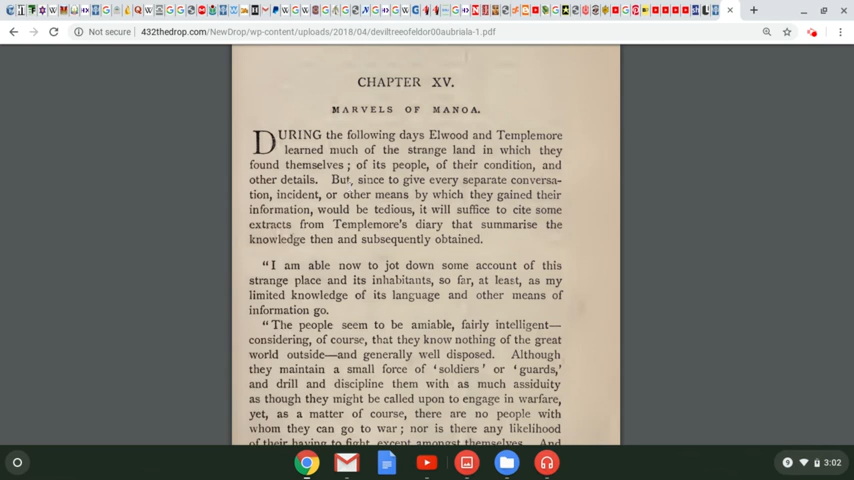 Not secure | 432thedrop.com/NewDrop/wp-content/uploads/2018/04/deviltreeofeldor00aubriala-1.pdf
CHAPTER XV.
MARVELS OF MANOA.
DURING the following days Elwood and Templemore
learned much of the strange land in which they
found themselves; of its people, of their condition, and
other details. But, since to give every separate conversa-
tion, incident, or other means by which they gained their
information, would be tedious, it will suffice to cite some
extracts from Templemore's diary that summarise the
knowledge then and subsequently obtained.
"I am able now to jot down some account of this
strange place and its inhabitants, so far, at least, as my
limited knowledge of its language and other means of
information go.
"The people seem to be amiable, fairly intelligent—
considering, of course, that they know nothing of the great
world outside—and generally well disposed. Although
they maintain a small force of 'soldiers' or 'guards,'
and drill and discipline them with as much assiduity
as though they might be called upon to engage in warfare,
yet, as a matter of course, there are no people with
whom they can go to war; nor is there any likelihood
of their having to fight, except amongst themselves. And
9
3:02